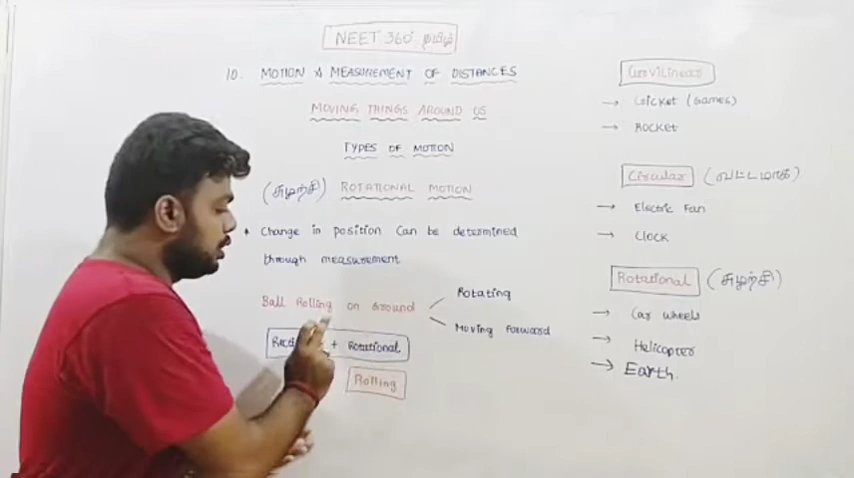 NEET 360° தமிழ்
10. MOTION & MEASUREMENT OF DISTANCES
MOVING THINGS AROUND US
TYPES OF MOTION
(சுழற்சி) ROTATIONAL MOTION
Change in position can be determined
through measurement
Ball Rolling on Ground
Rotating
Moving Forward
+ Rotational
Rolling
Curvilinear
→ Cricket (Games)
→ Rocket
Circular (வட்டமாக)
→ Electric Fan
→ Clock
Rotational (சுழற்சி)
→ Car wheels
→ Helicopter
→ Earth.